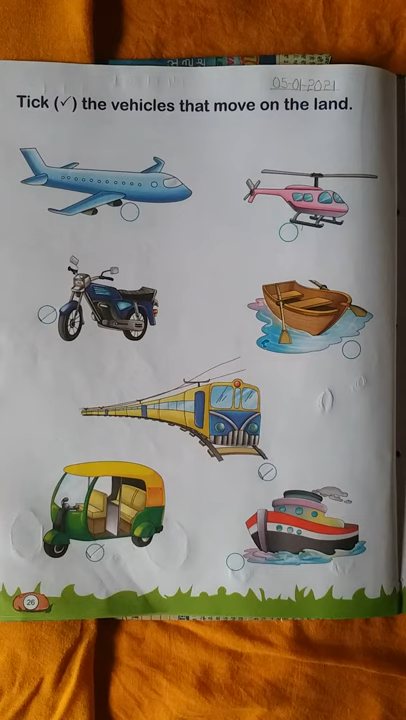 05-01-2021
Tick (✓) the vehicles that move on the land.
26